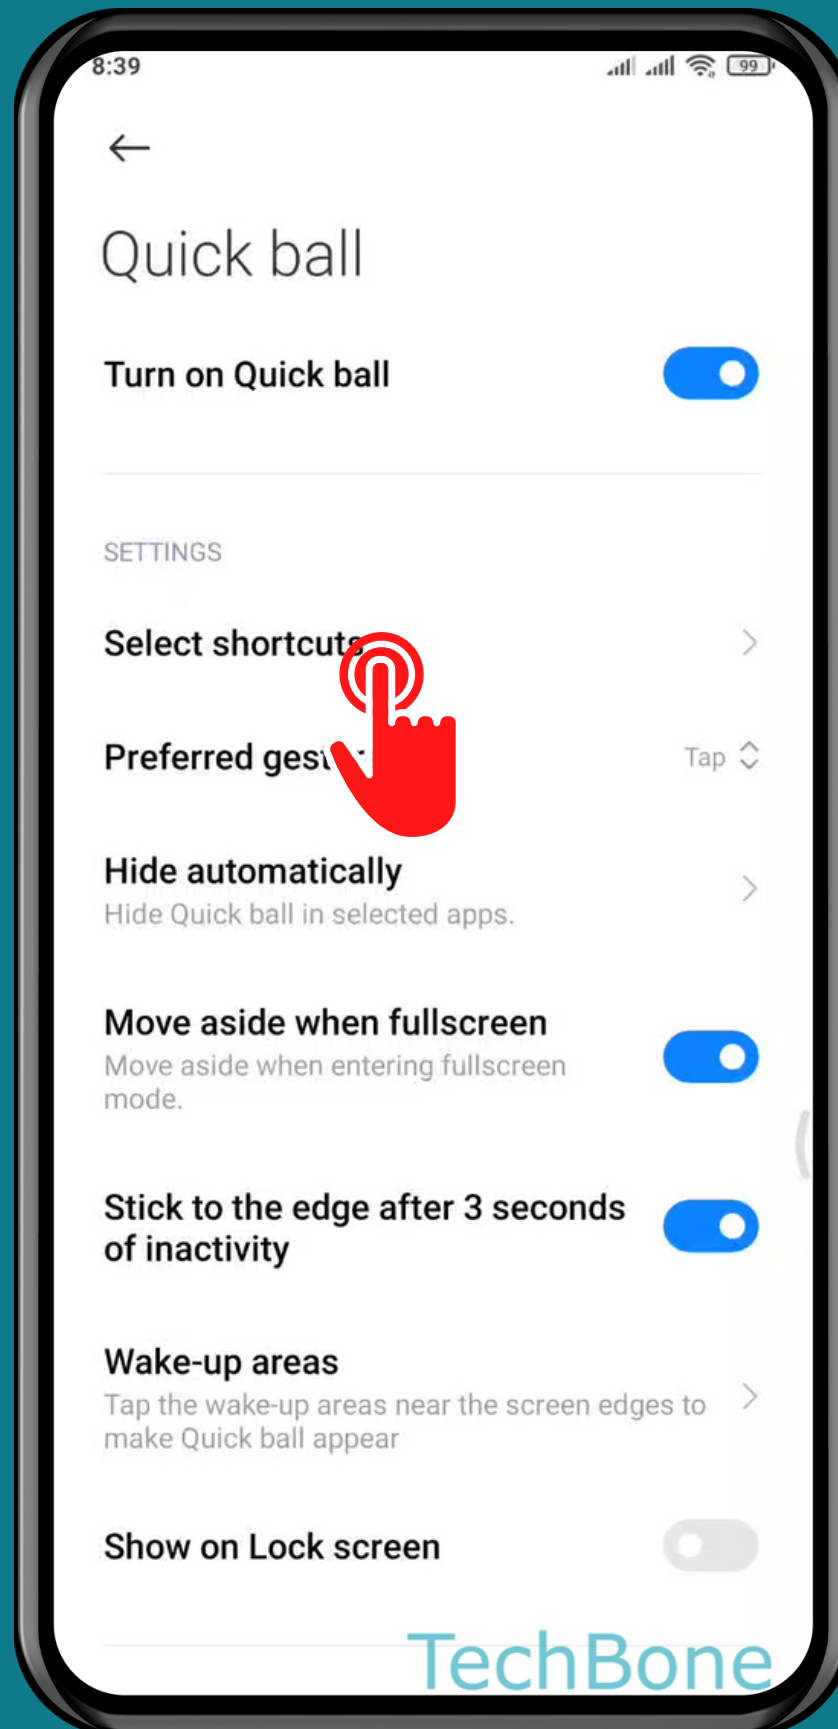 8:39
99
Quick ball
Turn on Quick ball
SETTINGS
Select shortcuts
Preferred
Tap
Hide automatically
Hide Quick ball in selected apps.
Move aside when fullscreen
Move aside when entering fullscreen
mode.
Stick to the edge after 3 seconds
of inactivity
Wake-up areas
Tap the wake-up areas near the screen edges to
make Quick ball appear
Show on Lock screen
TechBone